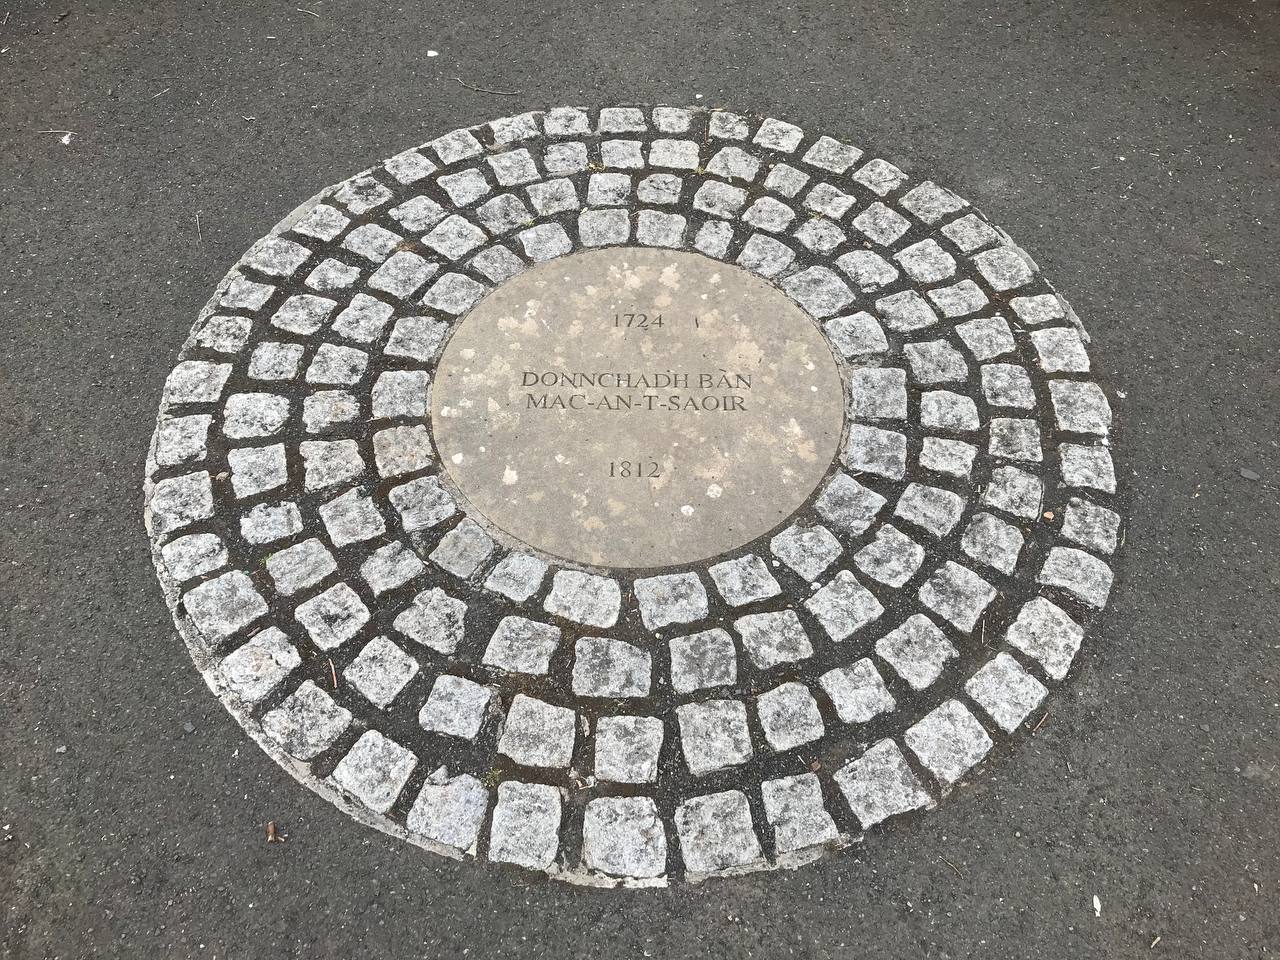 1724
DONNCHADH BÀN
MAC-AN-T-SAOIR
1812